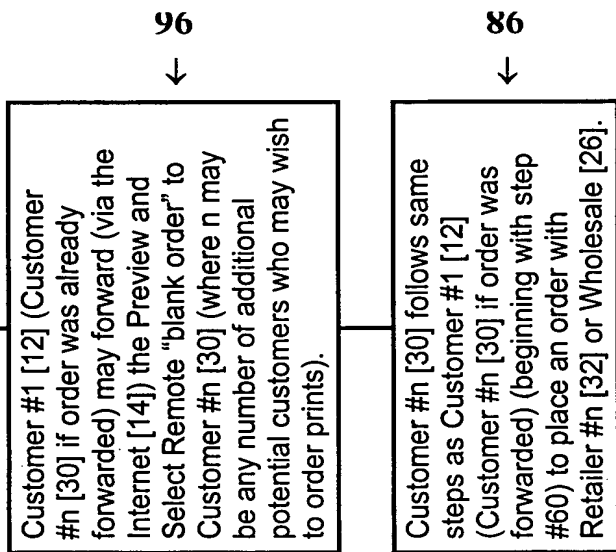 Customer #1 [12] (Customer
#n [30] if order was already
forwarded) may forward (via the
Internet [14]) the Preview and
Select Remote “blank order” to
Customer #n [30] (where n may
be any number of additional
potential customers who may wish
to order prints).
96
Customer #n [30] follows same
steps as Customer #1 [12]
(Customer #n [30] if order was
forwarded) (beginning with step
#60) to place an order with
Retailer #n [32] or Wholesale [26].
98